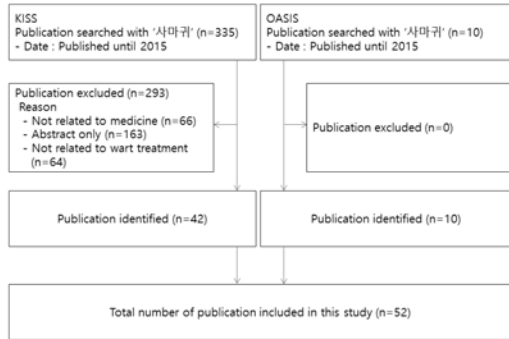 KISS
Publication searched with '사마귀' (n=335)
- Date : Published until 2015
OASIS
Publication searched with '사마귀' (n=10)
- Date : Published until 2015
Publication excluded (n=293)
Reason
- Not related to medicine (n=66)
- Abstract only (n=163)
- Not related to wart treatment
(n=64)
Publication excluded (n=0)
Publication identified (n=42)
Publication identified (n=10)
Total number of publication included in this study (n=52)